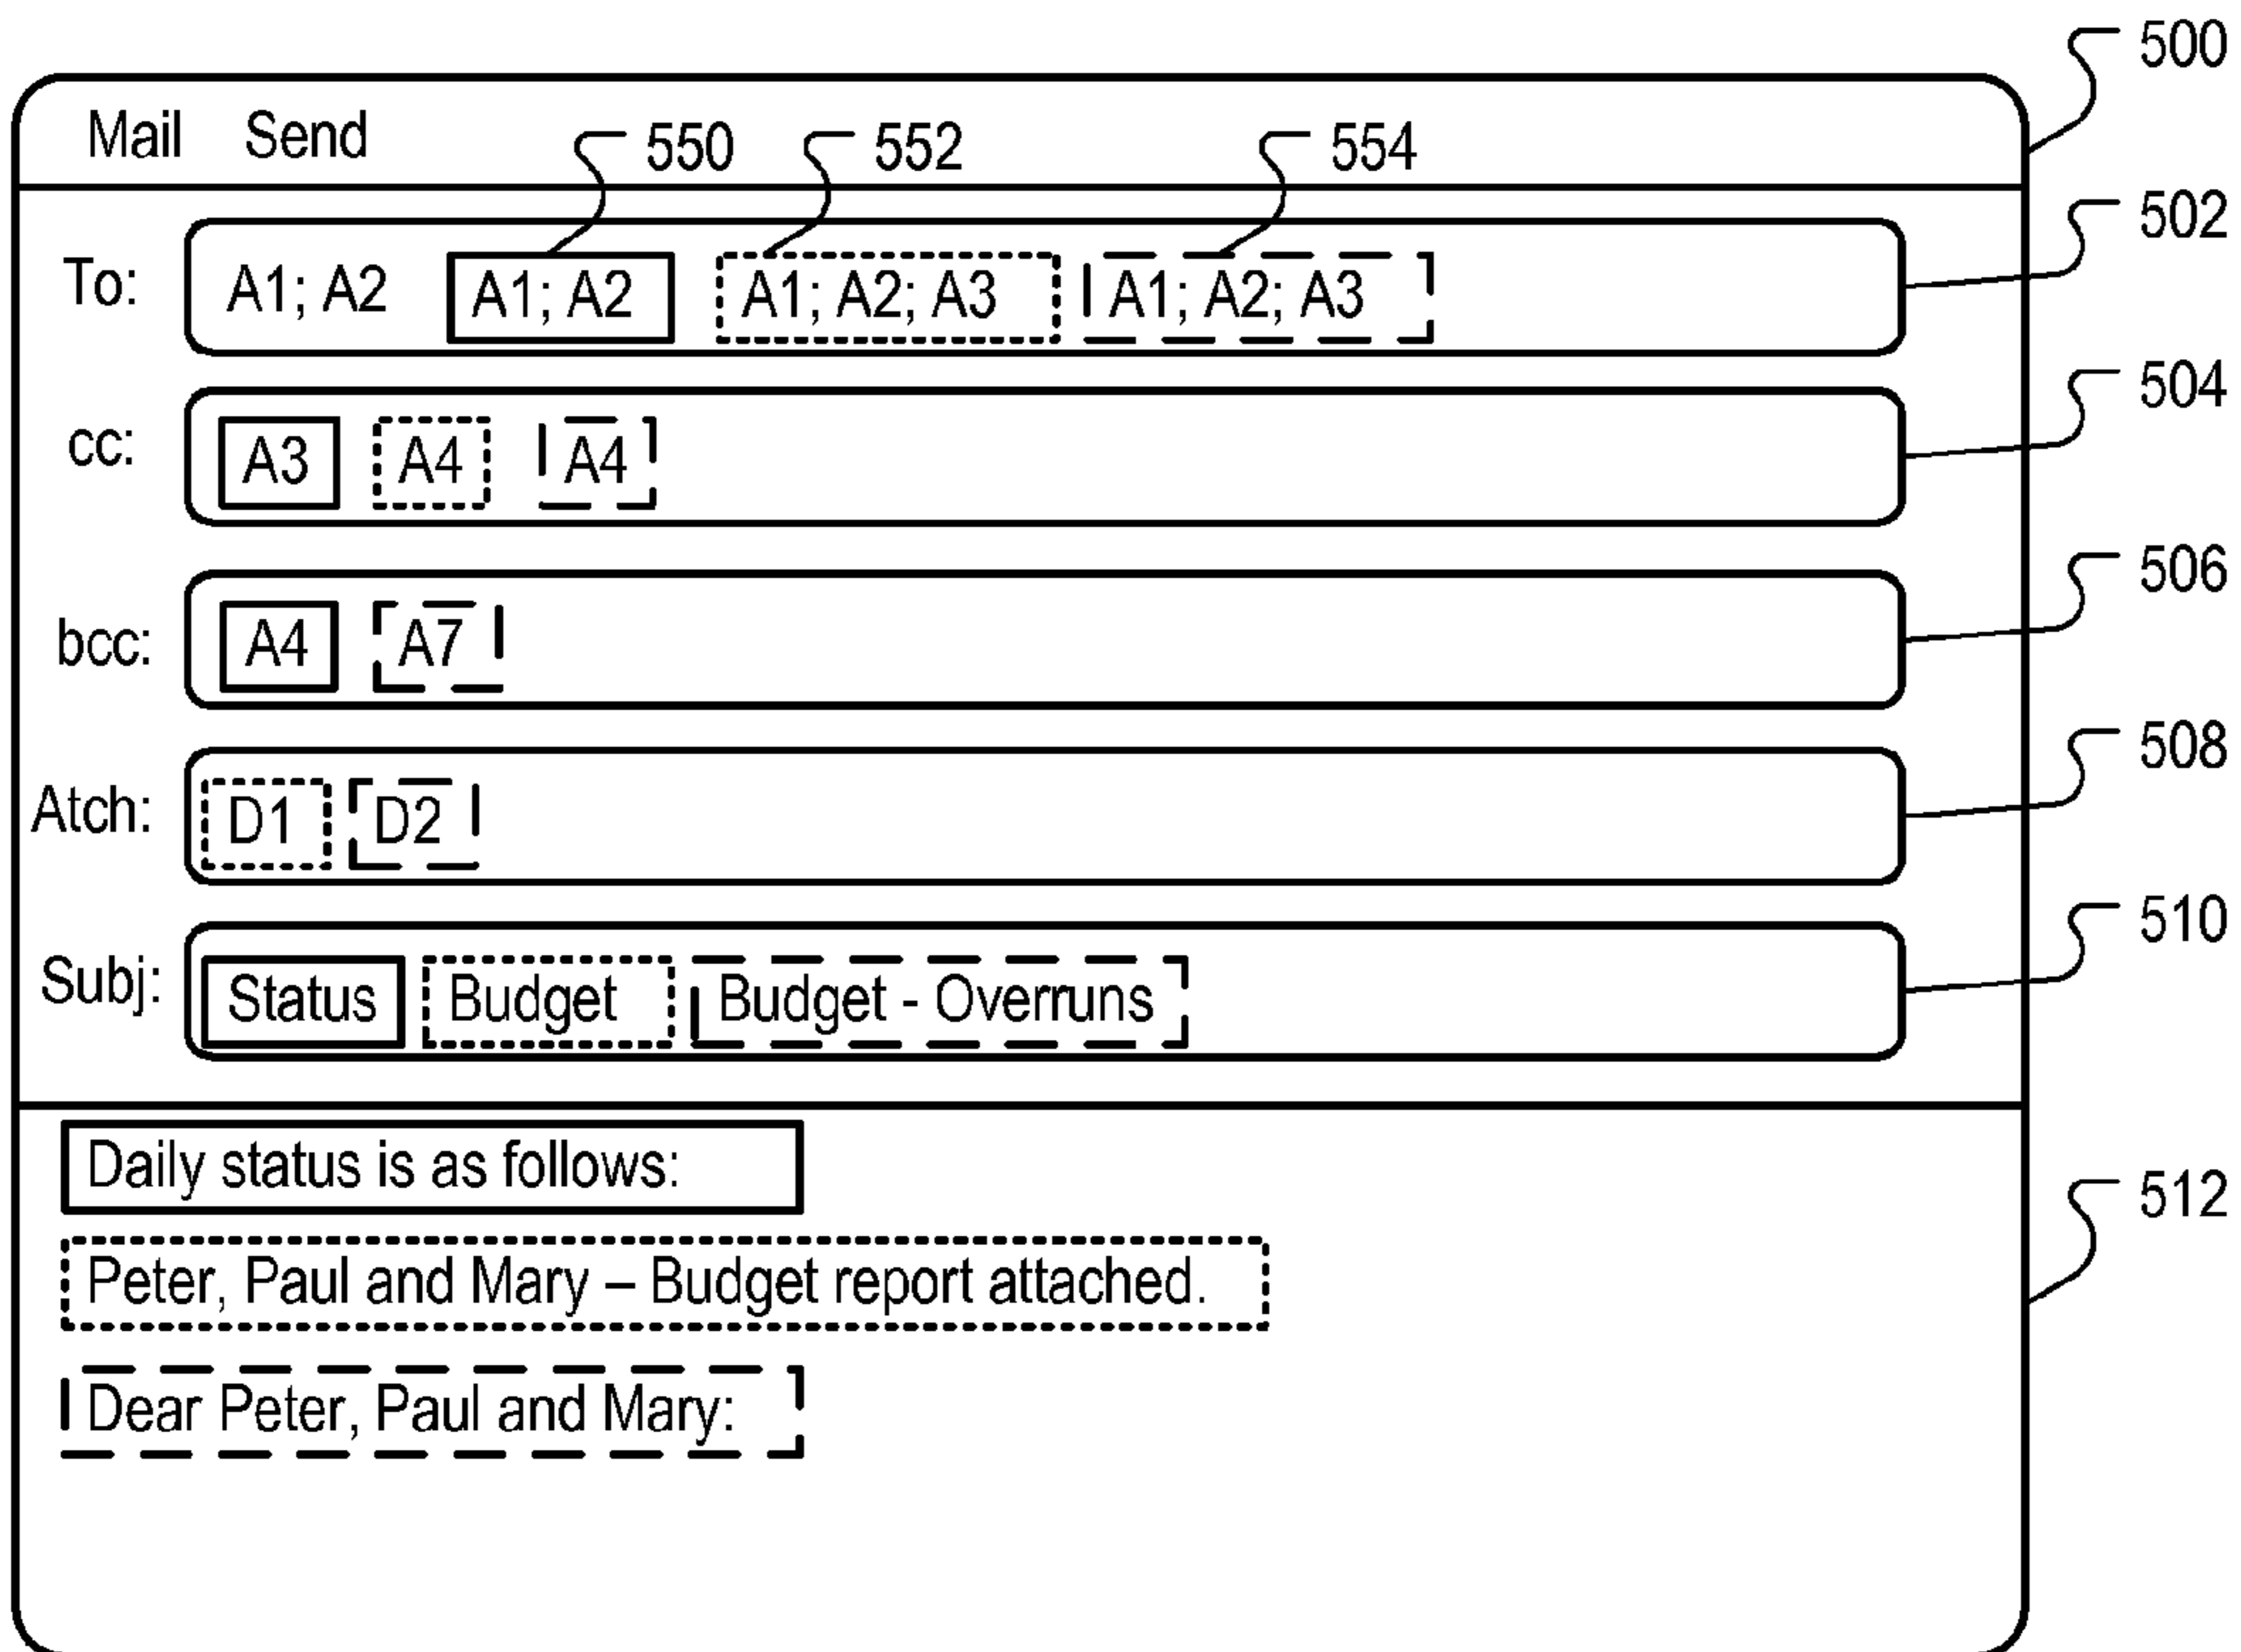 500
Mail Send
550 552 554
502
To: A1; A2 A1; A2 A1; A2; A3 A1; A2; A3
504
cc: A3 A4 A4
506
bcc: A4 A7
508
Atch: D1 D2
510
Subj: Status Budget Budget - Overruns
Daily status is as follows:
512
Peter, Paul and Mary – Budget report attached.
Dear Peter, Paul and Mary: